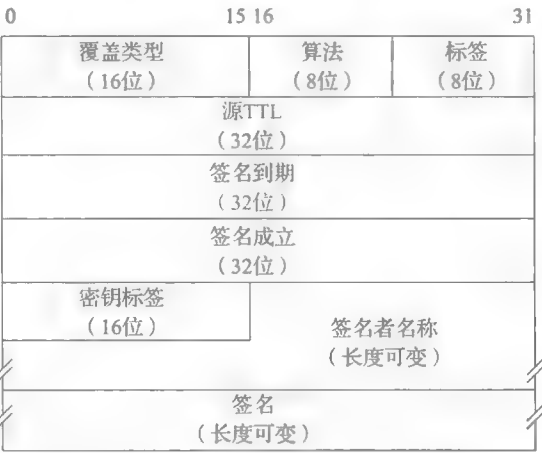 0 15 16 31
覆盖类型 算法 标签
（16位） （8位） （8位）
源TTL
（32位）
签名到期
（32位）
签名成立
（32位）
密钥标签
（16位）
签名者名称
（长度可变）
签名
（长度可变）